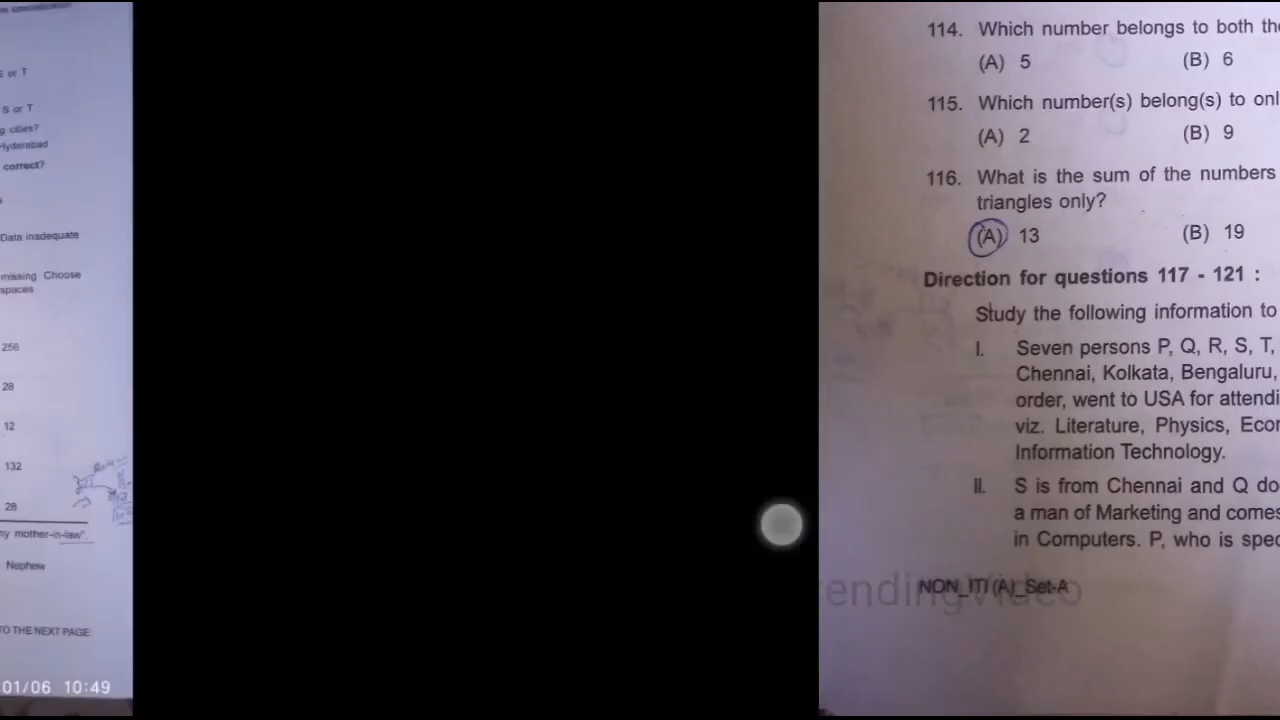 S or T
S or T
g cities?
Hyderabad
correct?
Data inadequate
missing Choose
spaces
256
28
12
132
28
my mother-in-law".
Nephew
TO THE NEXT PAGE
01/06 10:49
114. Which number belongs to both the
(A) 5 (B) 6
115. Which number(s) belong(s) to onl
(A) 2 (B) 9
116. What is the sum of the numbers
triangles only?
(A) 13 (B) 19
Direction for questions 117 - 121 :
Study the following information to
I. Seven persons P, Q, R, S, T,
Chennai, Kolkata, Bengaluru,
order, went to USA for attendi
viz. Literature, Physics, Econ
Information Technology.
II. S is from Chennai and Q do
a man of Marketing and comes
in Computers. P, who is spec
NON_ITI (A)_Set-A
endingVideo